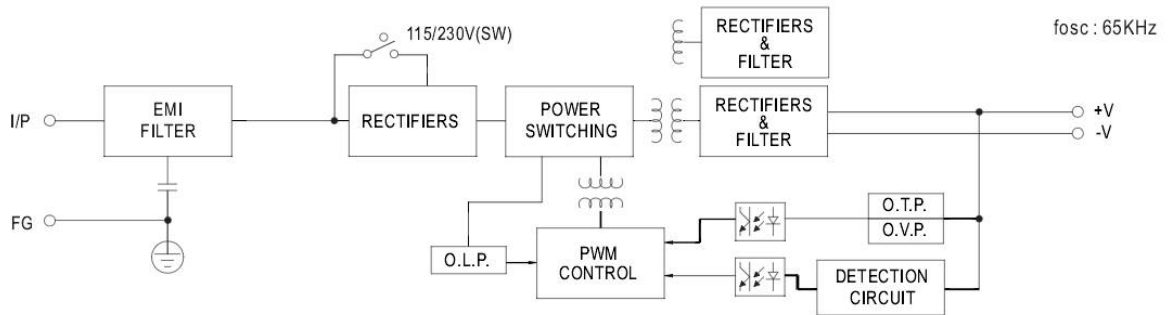 115/230V(SW)
RECTIFIERS
&
FILTER
fosc : 65KHz
I/P
EMI
FILTER
RECTIFIERS
POWER
SWITCHING
RECTIFIERS
&
FILTER
+V
-V
FG
O.L.P.
PWM
CONTROL
O.T.P.
O.V.P.
DETECTION
CIRCUIT